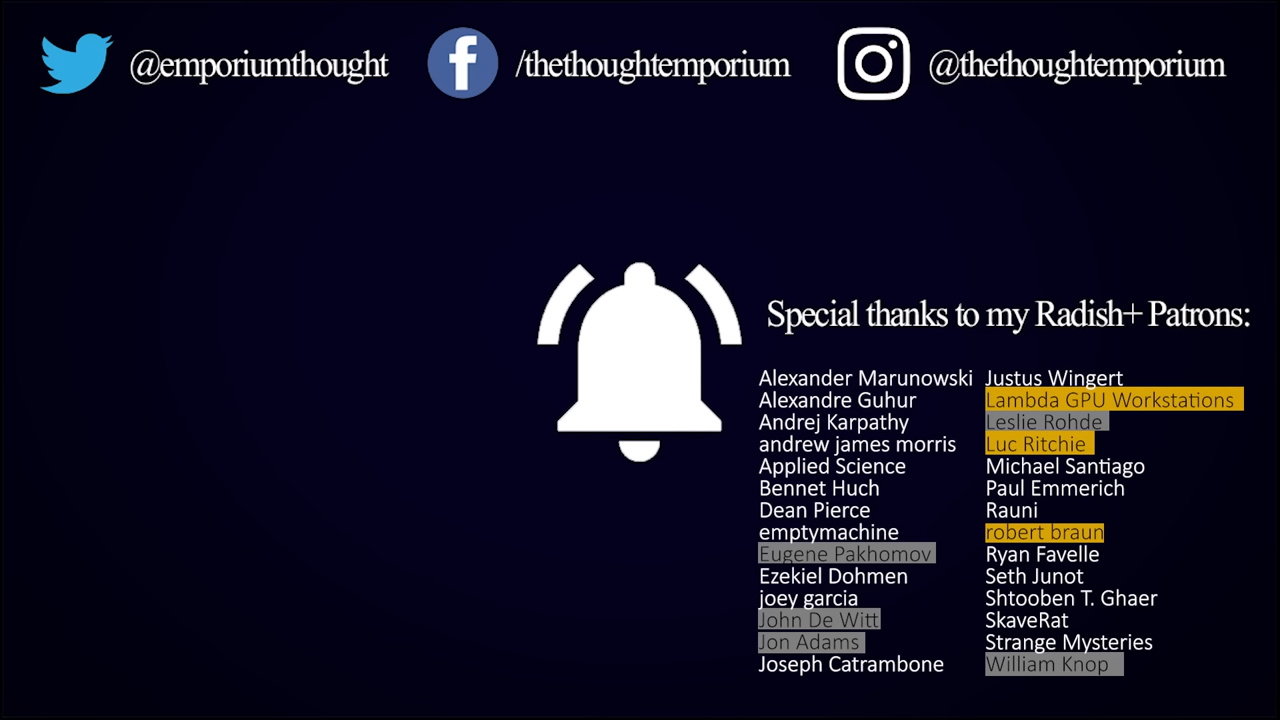 @emporiumthought
/thethoughtemporium
@thethoughtemporium
Special thanks to my Radish+ Patrons:
Alexander Marunowski
Alexandre Guhur
Andrej Karpathy
andrew james morris
Applied Science
Bennet Huch
Dean Pierce
emptymachine
Eugene Pakhomov
Ezekiel Dohmen
joey garcia
John De Witt
Jon Adams
Joseph Catrambone
Justus Wingert
Lambda GPU Workstations
Leslie Rohde
Luc Ritchie
Michael Santiago
Paul Emmerich
Rauni
robert braun
Ryan Favelle
Seth Junot
Shtooben T. Ghaer
SkaveRat
Strange Mysteries
William Knop